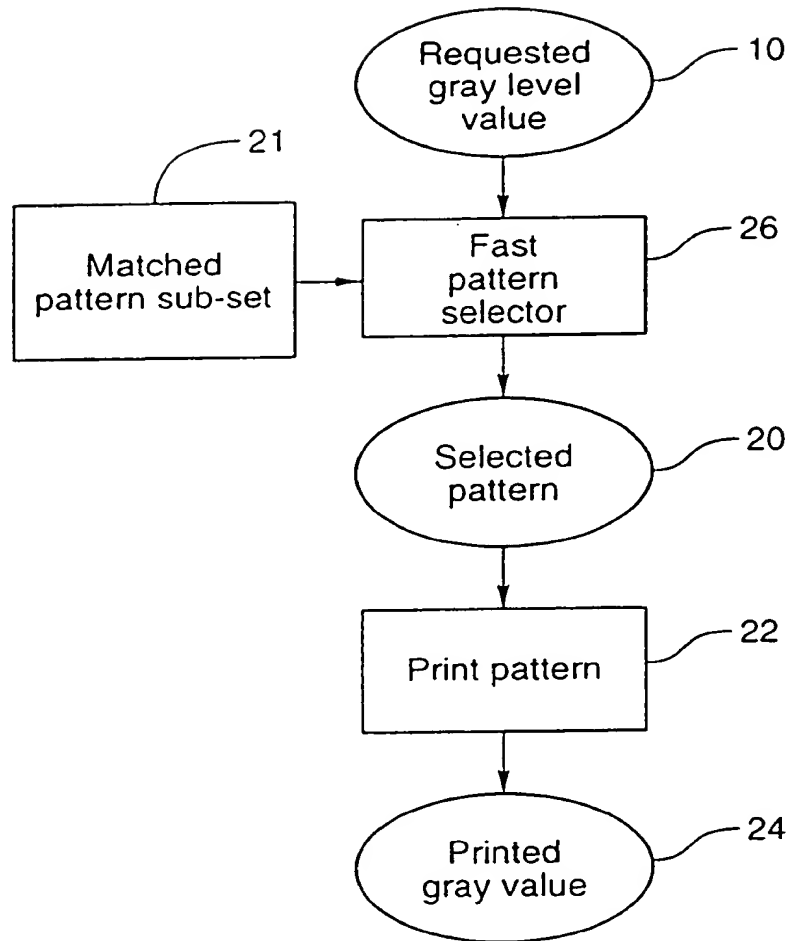 Requested
gray level
value
10
21
Matched
pattern sub-set
Fast
pattern
selector
26
Selected
pattern
20
Print pattern
22
Printed
gray value
24